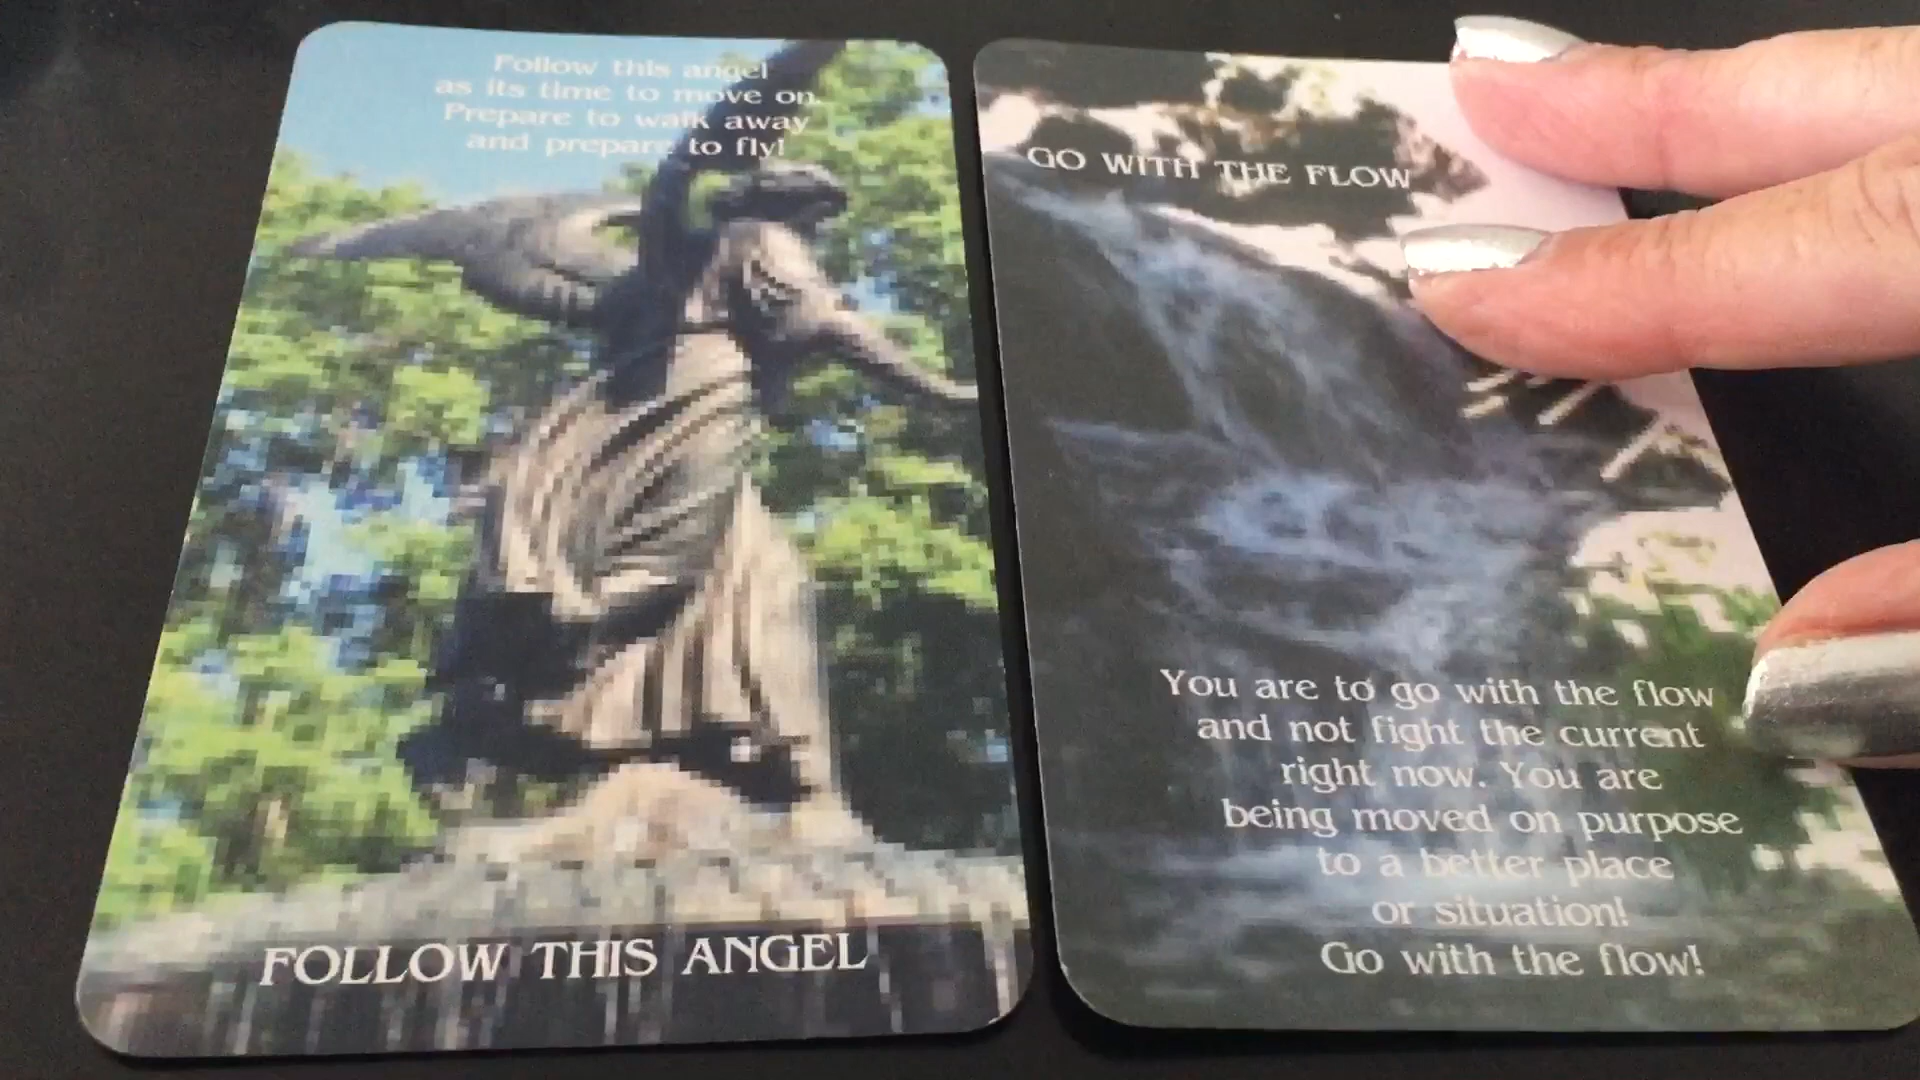 Follow this angel
as its time to move on.
Prepare to walk away
and prepare to fly!
FOLLOW THIS ANGEL
GO WITH THE FLOW
You are to go with the flow
and not fight the current
right now. You are
being moved on purpose
to a better place
or situation!
Go with the flow!